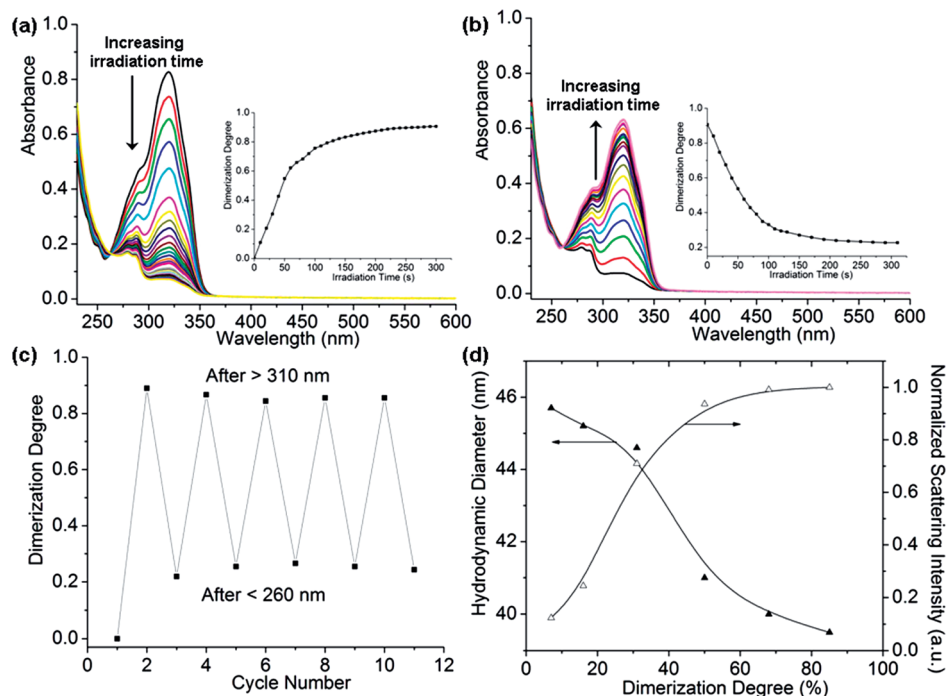 (a)
Increasing
irradiation time
Absorbance
1.0
0.8
0.6
0.4
0.2
0.0
250 300 350 400 450 500 550 600
Wavelength (nm)
Dimerization Degree
1.0
0.8
0.6
0.4
0.2
0.0
0 50 100 150 200 250 300
Irradiation Time (s)
(b)
Increasing
irradiation time
Absorbance
1.0
0.8
0.6
0.4
0.2
0.0
250 300 350 400 450 500 550 600
Wavelength (nm)
Dimerization Degree
1.0
0.8
0.6
0.4
0.2
0 50 100 150 200 250 300
Irradiation Time (s)
(c)
After > 310 nm
After < 260 nm
Dimerization Degree
1.0
0.8
0.6
0.4
0.2
0.0
0 2 4 6 8 10 12
Cycle Number
(d)
Hydrodynamic Diameter (nm)
46
44
42
40
Normalized Scattering
Intensity (a.u.)
1.0
0.8
0.6
0.4
0.2
0.0
0 20 40 60 80 100
Dimerization Degree (%)